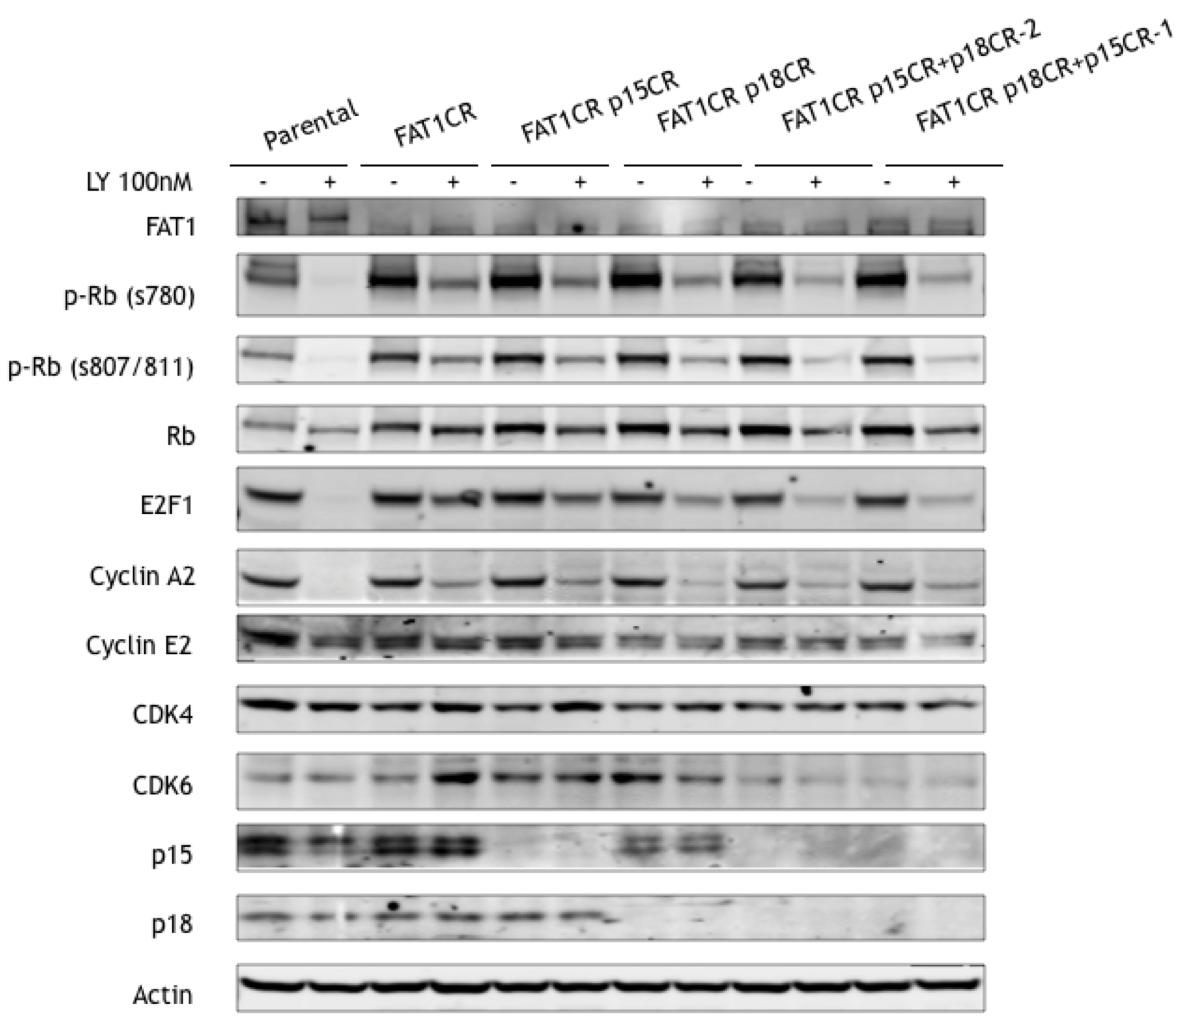 Parental
FAT1CR
FAT1CR p15CR
FAT1CR p18CR
FAT1CR p15CR+p18CR-2
FAT1CR p18CR+p15CR-1
LY 100nM - + - + - + - + - + - +
FAT1
p-Rb (s780)
p-Rb (s807/811)
Rb
E2F1
Cyclin A2
Cyclin E2
CDK4
CDK6
p15
p18
Actin